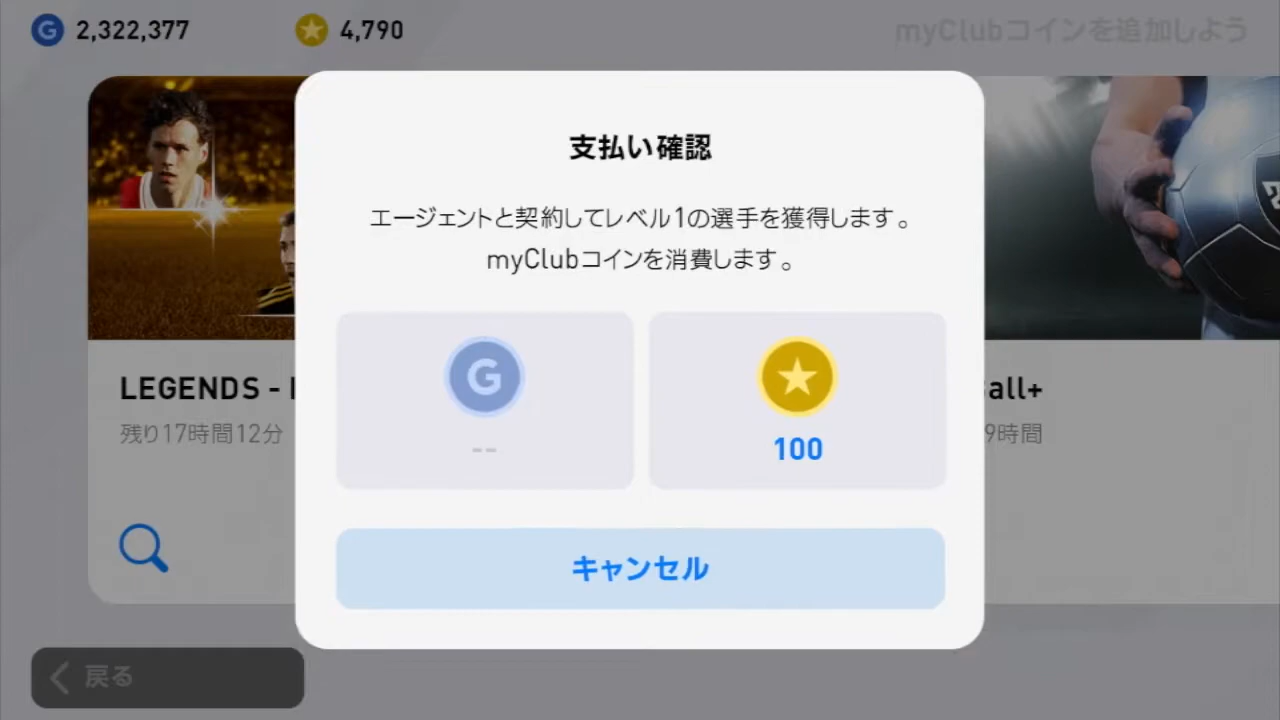 2,322,377
4,790
myClubコインを追加しよう
支払い確認
エージェントと契約してレベル1の選手を獲得します。
myClubコインを消費します。
G
--
100
キャンセル
LEGENDS -
残り17時間12分
all+
9時間
戻る